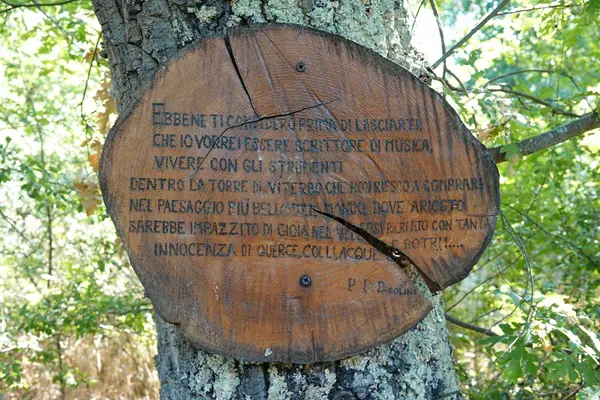 EBBENE TI CONFIDERÒ PRIMA DI LASCIARTI,
CHE IO VORREI ESSERE SCRITTORE DI MUSICA,
VIVERE CON GLI STRUMENTI
DENTRO LA TORRE DI VITERBO CHE NON RIESCO A COMPRARE
NEL PAESAGGIO PIÙ BELLO DEL MONDO, DOVE ARIOSTO
SAREBBE IMPAZZITO DI GIOIA NEL VEDERSI RICREATO CON TANTA
INNOCENZA DI QUERCE, COLLI, ACQUE E BOTRI!....
P L PASOLINI